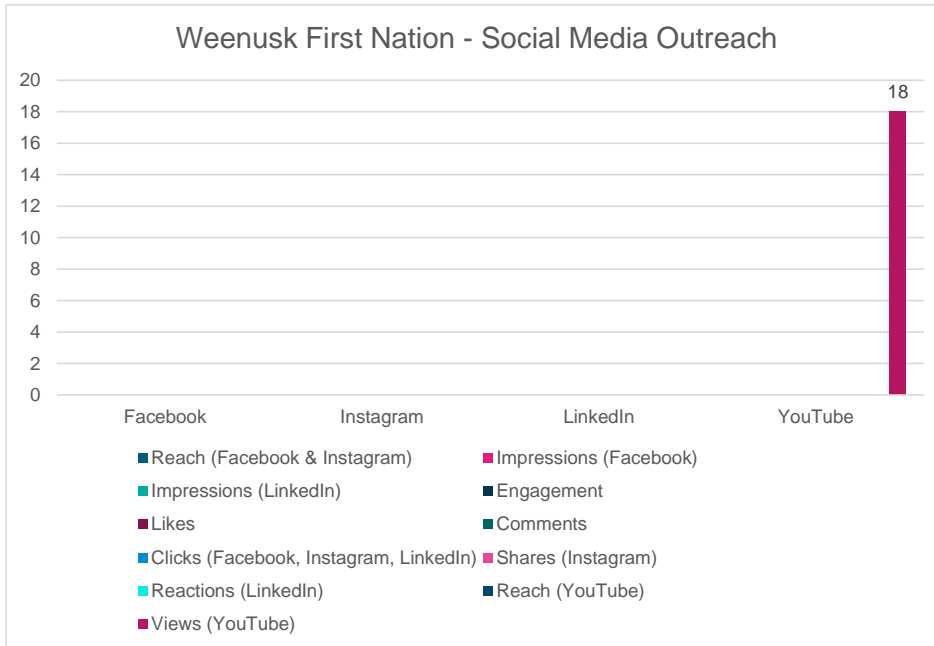 Weenusk First Nation - Social Media Outreach
20
18
18
16
14
12
10
8
6
4
2
0
Facebook Instagram LinkedIn YouTube
Reach (Facebook & Instagram) Impressions (Facebook)
Impressions (LinkedIn) Engagement
Likes Comments
Clicks (Facebook, Instagram, LinkedIn) Shares (Instagram)
Reactions (LinkedIn) Reach (YouTube)
Views (YouTube)